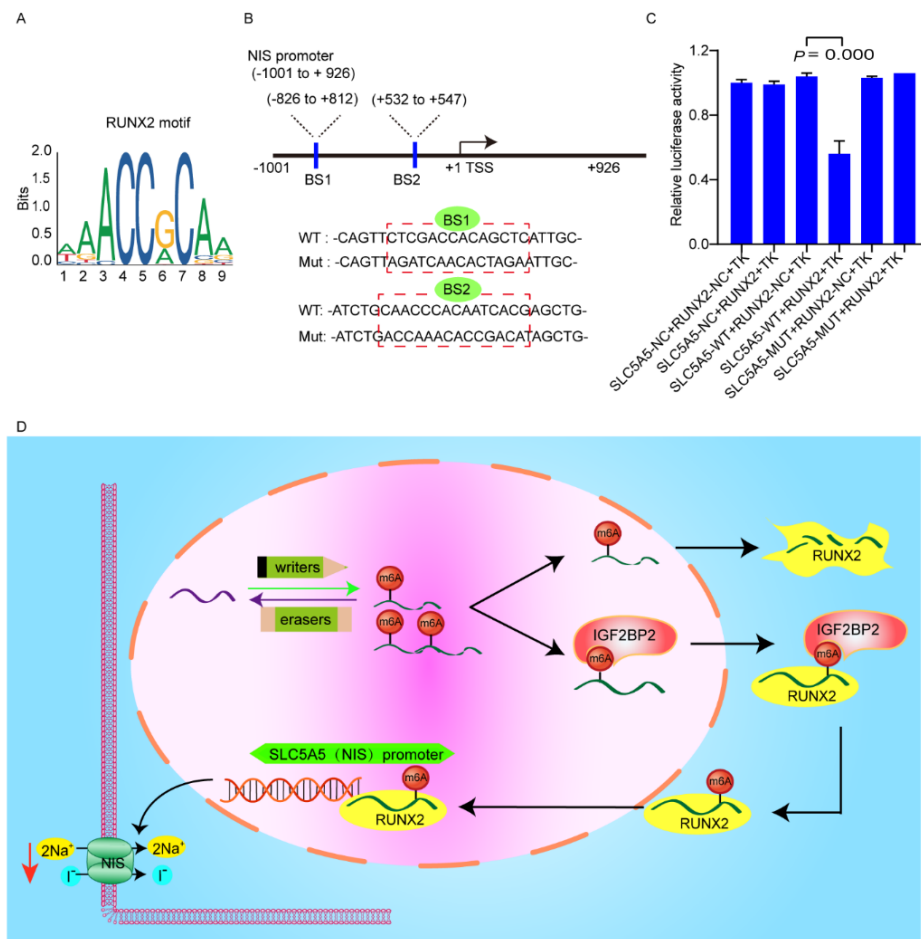 A
RUNX2 motif
2.0
1.5
1.0
0.5
0.0
Bits
1 2 3 4 5 6 7 8 9
B
NIS promoter
(-1001 to + 926)
(-826 to +812)
(+532 to +547)
-1001
BS1
BS2
+1 TSS
+926
BS1
WT : -CAGTTCTCGACCACAGCTCATTGC-
Mut: -CAGTTAGATCAACACTAGAATTGC-
BS2
WT: -ATCTGCAACCCACAATCACGAGCTG-
Mut: -ATCTGACCAAACACCGACATAGCTG-
C
P = 0.000
1.2
0.9
0.6
0.3
0.0
Relative luciferase activity
SLC5A5-NC+RUNX2-NC+TK
SLC5A5-NC+RUNX2+TK
SLC5A5-WT+RUNX2-NC+TK
SLC5A5-WT+RUNX2+TK
SLC5A5-MUT+RUNX2-NC+TK
SLC5A5-MUT+RUNX2+TK
D
writers
erasers
m6A
m6A
m6A
m6A
RUNX2
IGF2BP2
m6A
IGF2BP2
m6A
RUNX2
SLC5A5（NIS）promoter
m6A
RUNX2
m6A
RUNX2
2Na⁺
NIS
2Na⁺
I⁻
I⁻